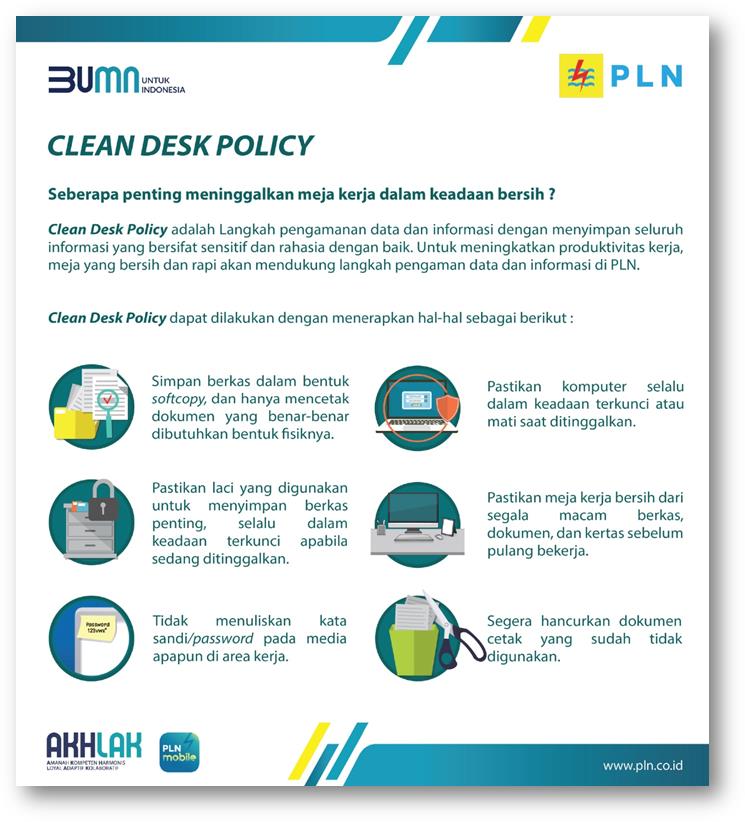 BUMN UNTUK
INDONESIA
PLN
CLEAN DESK POLICY
Seberapa penting meninggalkan meja kerja dalam keadaan bersih ?
Clean Desk Policy adalah Langkah pengamanan data dan informasi dengan menyimpan seluruh
informasi yang bersifat sensitif dan rahasia dengan baik. Untuk meningkatkan produktivitas kerja,
meja yang bersih dan rapi akan mendukung langkah pengaman data dan informasi di PLN.
Clean Desk Policy dapat dilakukan dengan menerapkan hal-hal sebagai berikut :
Simpan berkas dalam bentuk
softcopy, dan hanya mencetak
dokumen yang benar-benar
dibutuhkan bentuk fisiknya.
Pastikan komputer selalu
dalam keadaan terkunci atau
mati saat ditinggalkan.
Pastikan laci yang digunakan
untuk menyimpan berkas
penting, selalu dalam
keadaan terkunci apabila
sedang ditinggalkan.
Pastikan meja kerja bersih dari
segala macam berkas,
dokumen, dan kertas sebelum
pulang bekerja.
Password
Tidak menuliskan kata
sandi/password pada media
apapun di area kerja.
Segera hancurkan dokumen
cetak yang sudah tidak
digunakan.
AKHLAK
AMANAH KOMPETEN HARMONIS
LOYAL ADAPTIF KOLABORATIF
PLN
mobile
www.pln.co.id